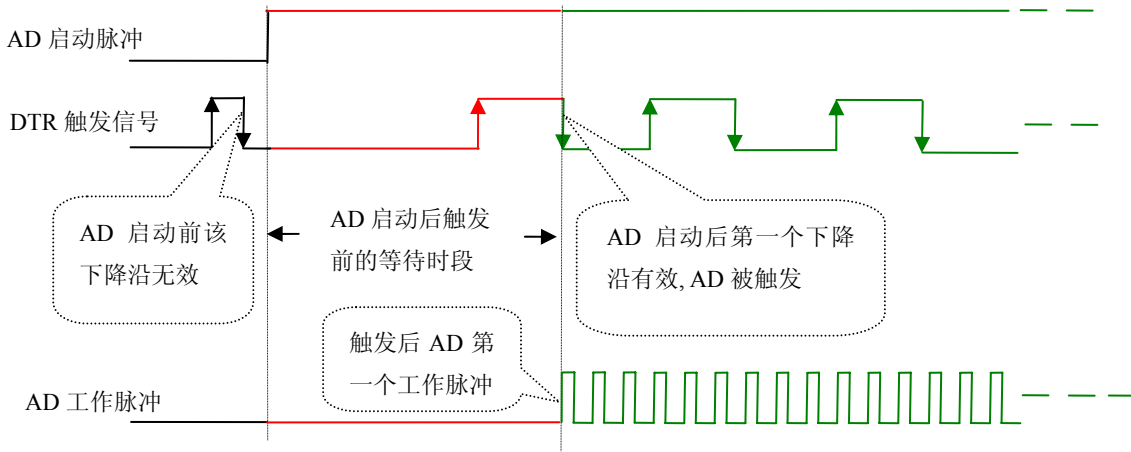 AD 启动脉冲
DTR 触发信号
AD 启动前该
下降沿无效
AD 启动后触发
前的等待时段
AD 启动后第一个下降
沿有效, AD 被触发
触发后 AD 第
一个工作脉冲
AD 工作脉冲